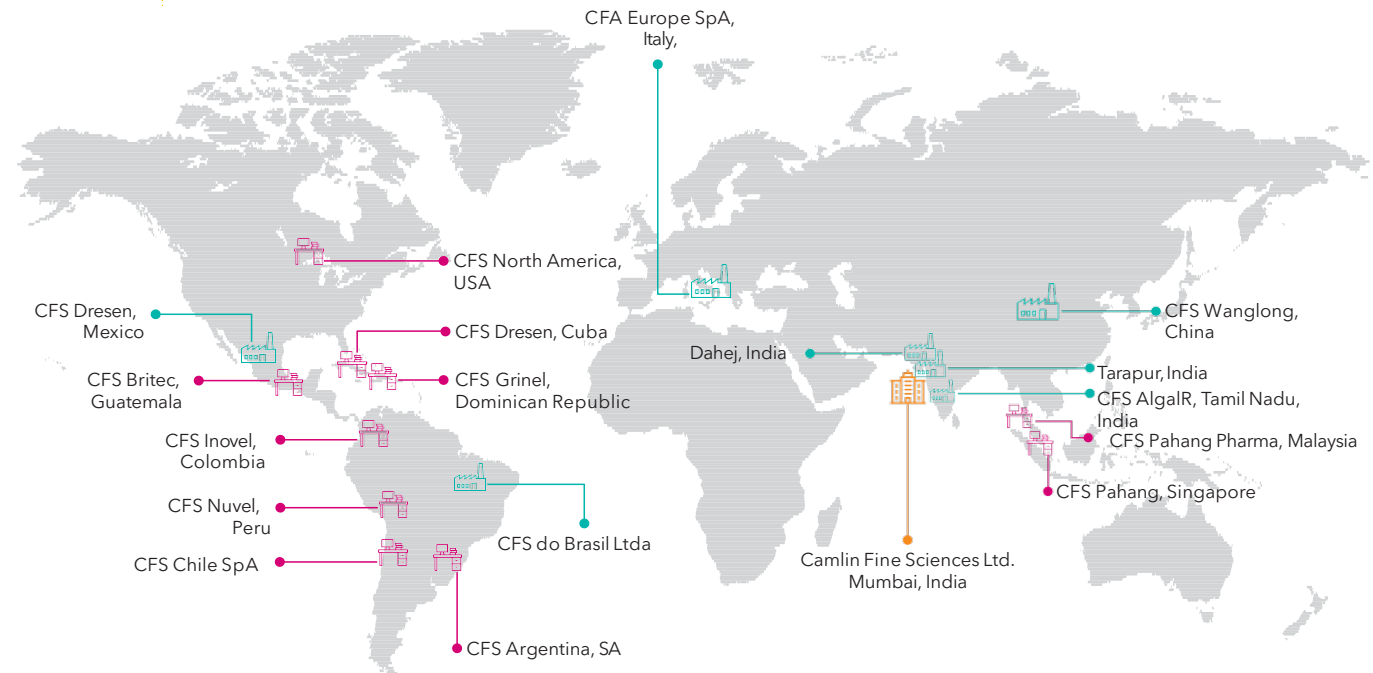 CFA Europe SpA,
Italy,
CFS North America,
USA
CFS Dresen,
Mexico
CFS Dresen, Cuba
CFS Wanglong,
China
Dahej, India
CFS Britec,
Guatemala
CFS Grinel,
Dominican Republic
Tarapur, India
CFS AlgalR, Tamil Nadu,
India
CFS Inovel,
Colombia
CFS Pahang Pharma, Malaysia
CFS Nuvel,
Peru
CFS Pahang, Singapore
CFS do Brasil Ltda
CFS Chile SpA
Camlin Fine Sciences Ltd.
Mumbai, India
CFS Argentina, SA